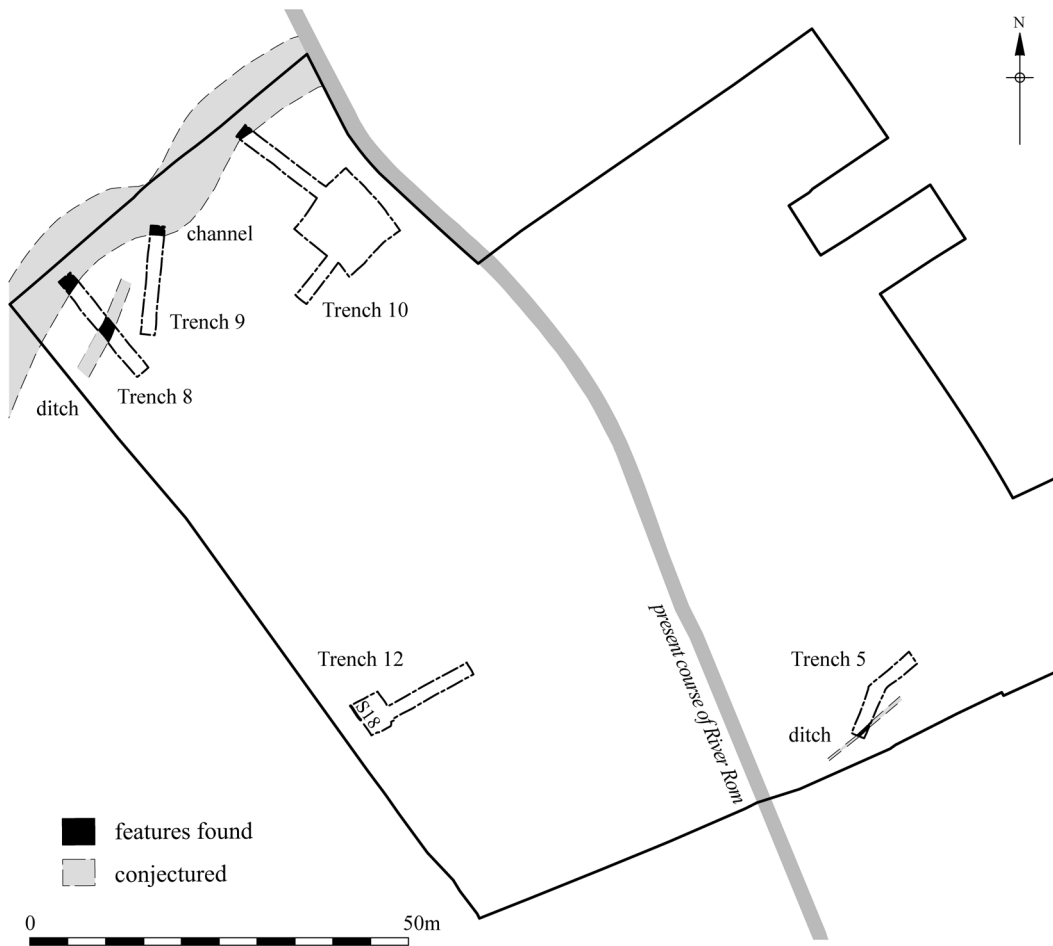 N
channel
Trench 9
Trench 10
Trench 8
ditch
Trench 12
S18
present course of River Rom
Trench 5
ditch
features found
conjectured
0
50m